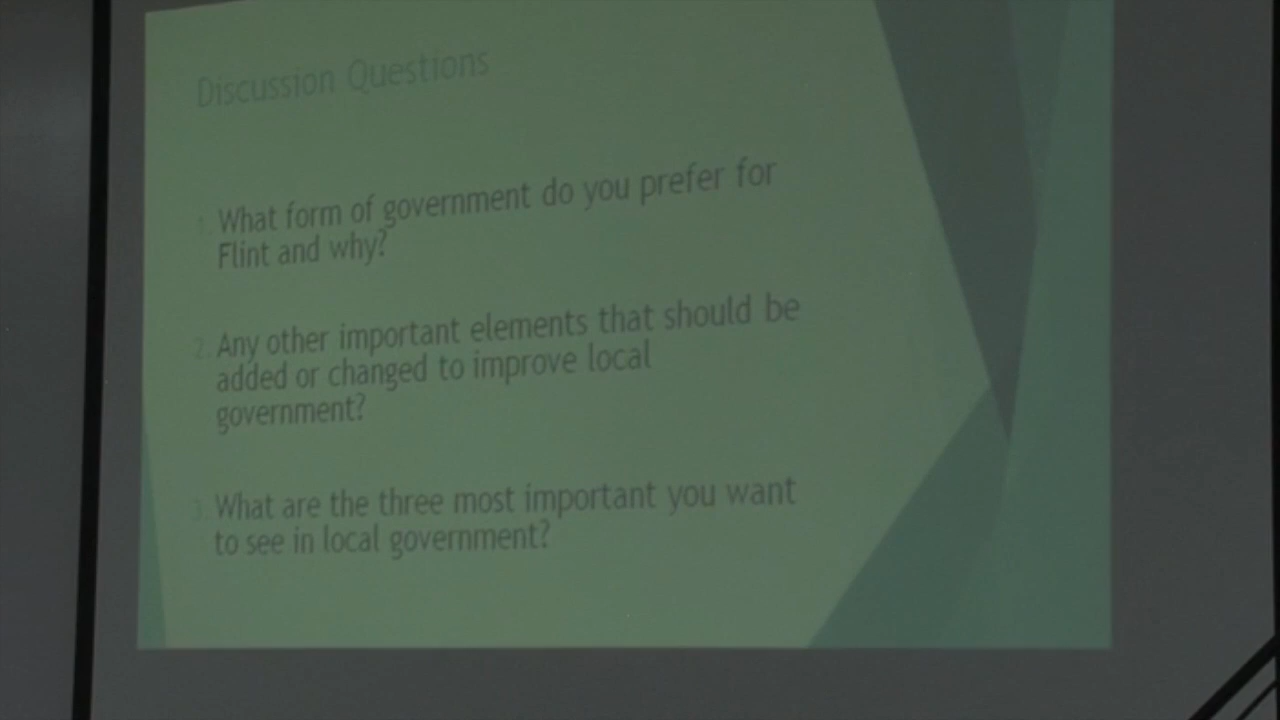 Discussion Questions
1. What form of government do you prefer for
Flint and why?
2. Any other important elements that should be
added or changed to improve local
government?
3. What are the three most important you want
to see in local government?